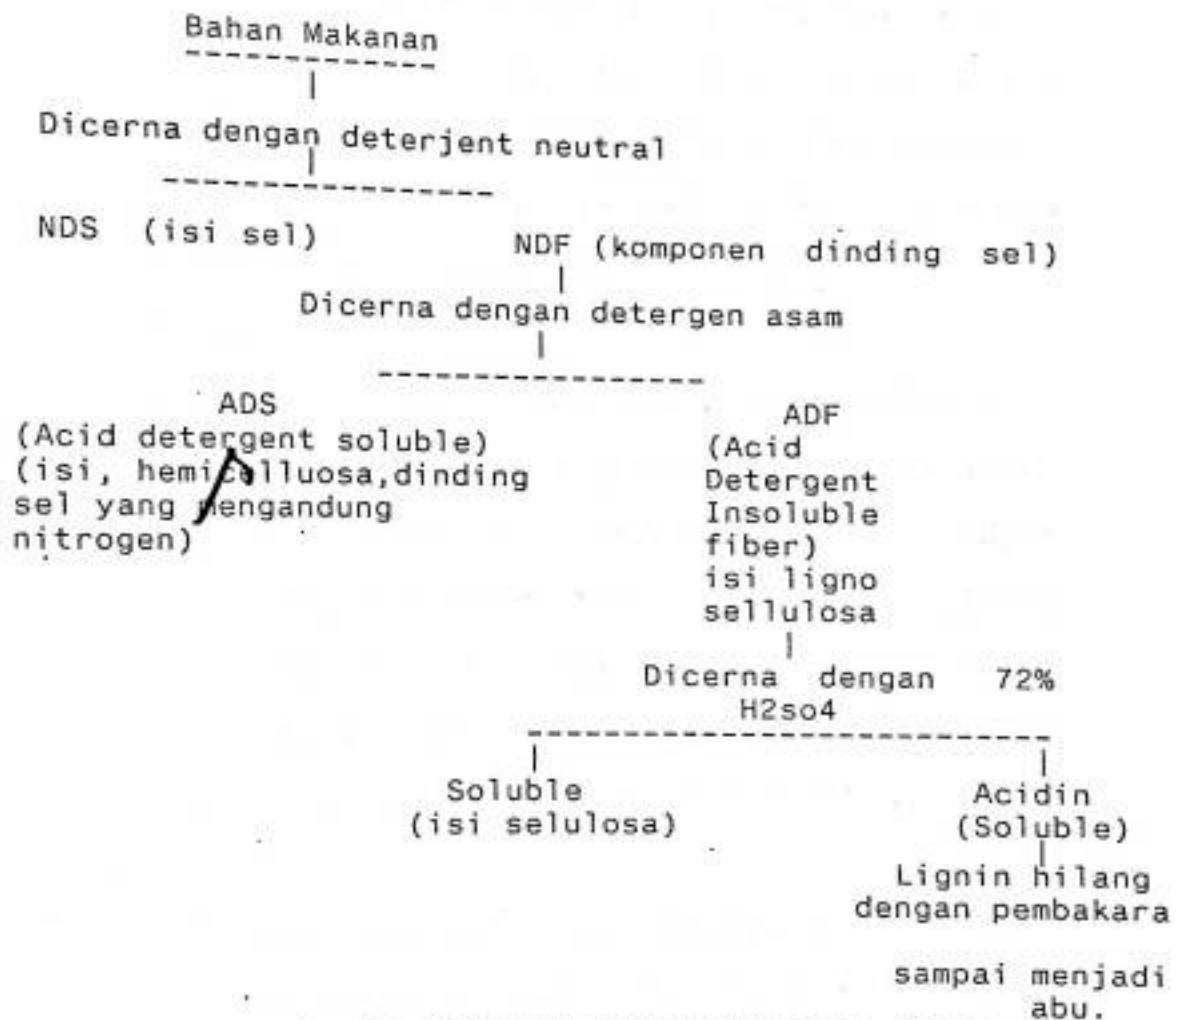 Bahan Makanan
Dicerna dengan deterjent neutral
NDS (isi sel)
NDF (komponen dinding sel)
Dicerna dengan detergen asam
ADS
(Acid detergent soluble)
(isi, hemicelluosa,dinding
sel yang mengandung
nitrogen)
ADF
(Acid
Detergent
Insoluble
fiber)
isi ligno
sellulosa
Dicerna dengan 72%
H2so4
Soluble
(isi selulosa)
Acidin
(Soluble)
Lignin hilang
dengan pembakara
sampai menjadi
abu.